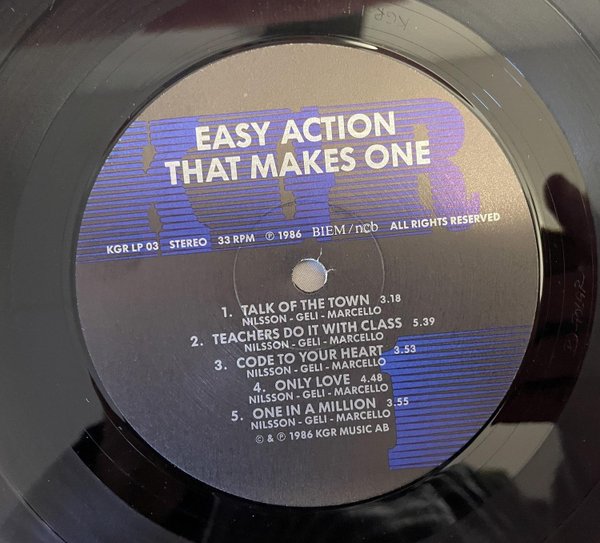 KGR
EASY ACTION
THAT MAKES ONE
KGR LP 03 STEREO 33 RPM ℗ 1986 BIEM/ncb ALL RIGHTS RESERVED
1. TALK OF THE TOWN 3.18
NILSSON - GELI - MARCELLO
2. TEACHERS DO IT WITH CLASS 5.39
NILSSON - GELI - MARCELLO
3. CODE TO YOUR HEART 3.53
NILSSON - GELI - MARCELLO
4. ONLY LOVE 4.48
NILSSON - GELI - MARCELLO
5. ONE IN A MILLION 3.55
NILSSON - GELI - MARCELLO
© & ℗ 1986 KGR MUSIC AB